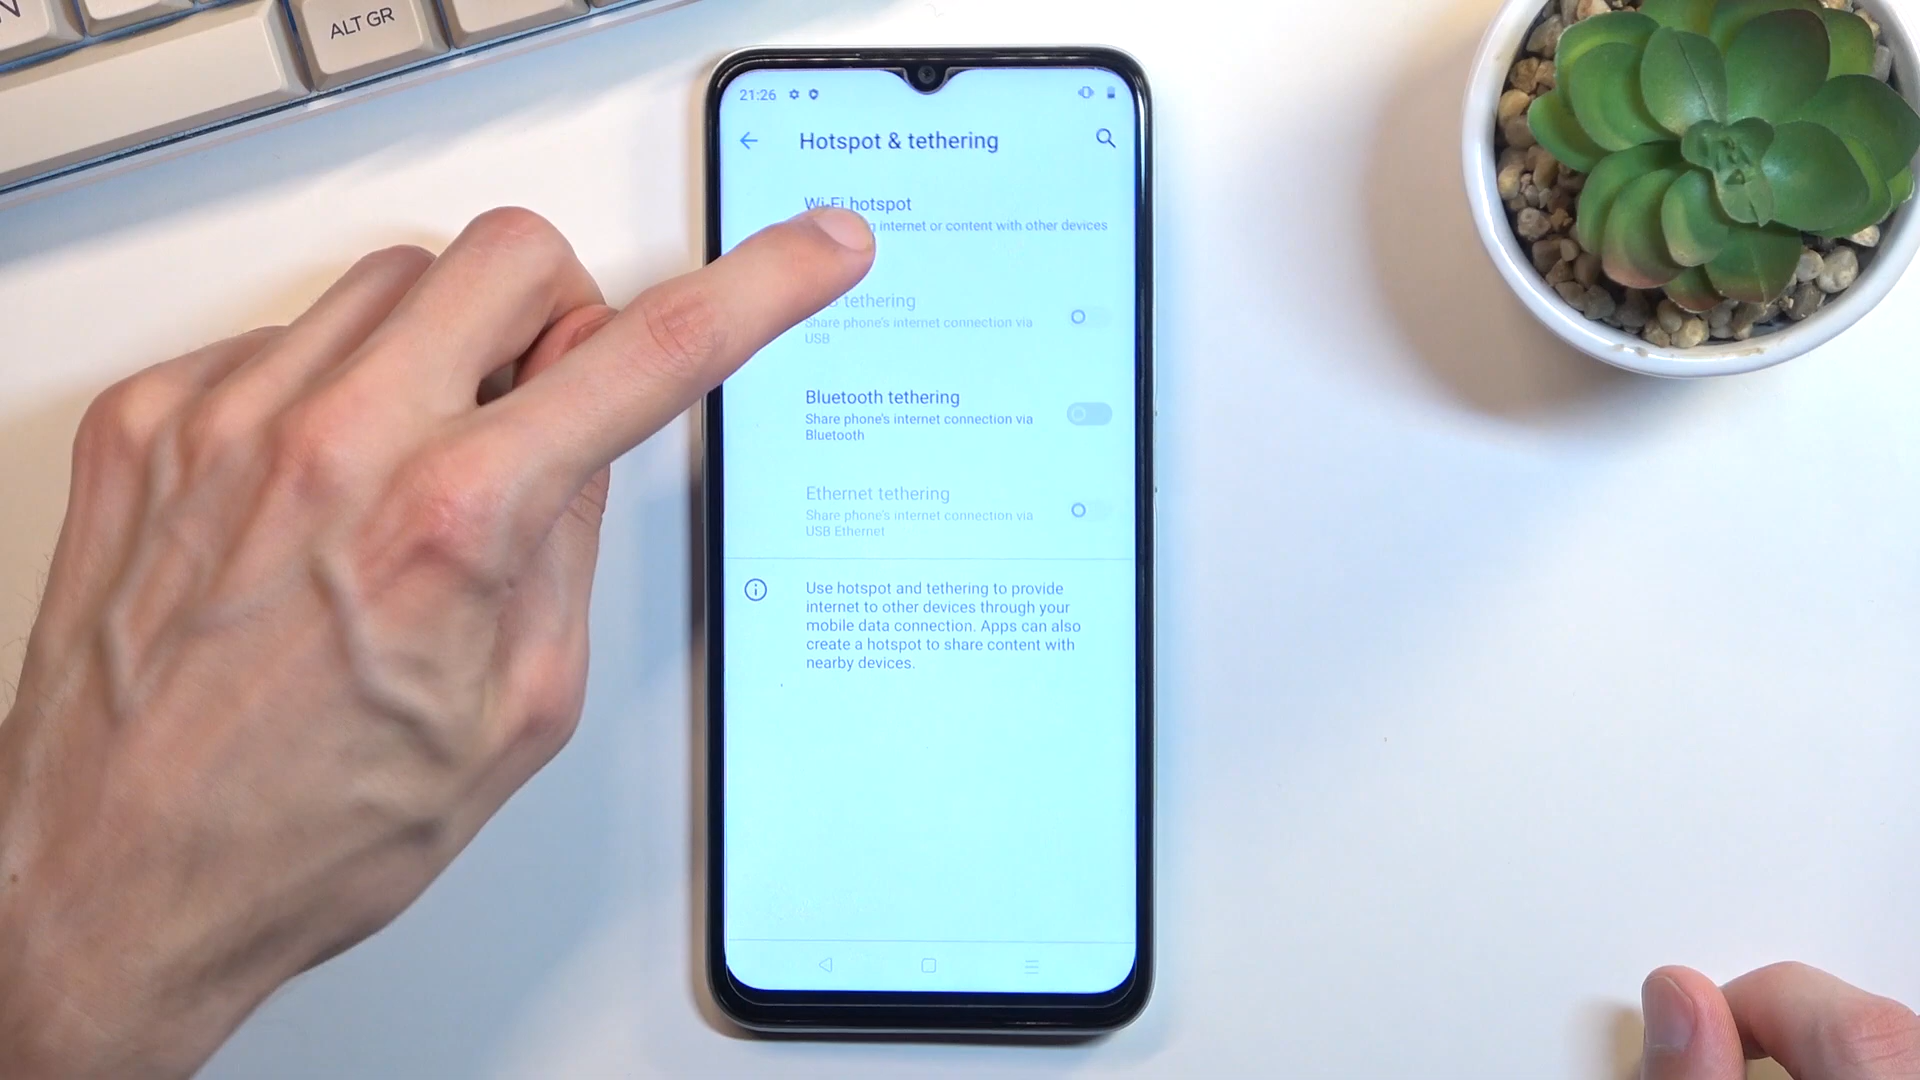 N
ALT GR
21:26
Hotspot & tethering
Wi-Fi hotspot
internet or content with other devices
tethering
Share phone's internet connection via
USB
Bluetooth tethering
Share phone's internet connection via
Bluetooth
Ethernet tethering
Share phone's internet connection via
USB Ethernet
Use hotspot and tethering to provide
internet to other devices through your
mobile data connection. Apps can also
create a hotspot to share content with
nearby devices.